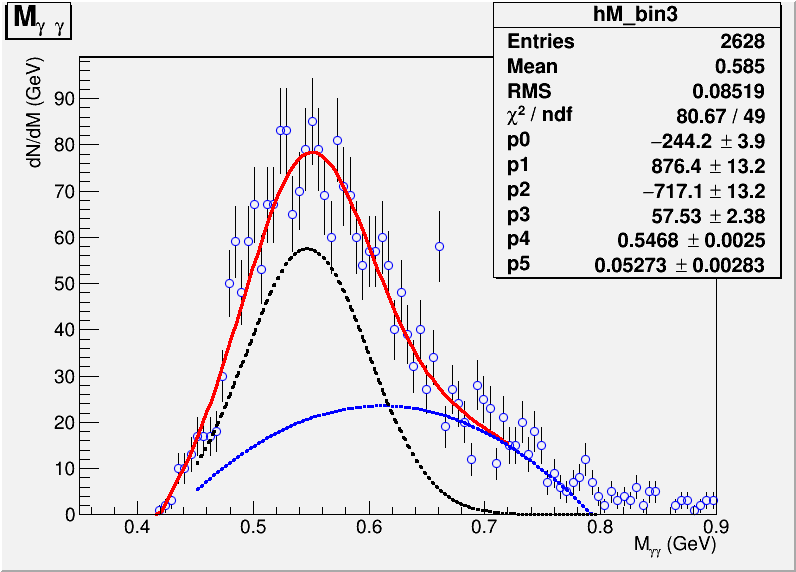 Mγ γ
hM_bin3
Entries 2628
Mean 0.585
RMS 0.08519
χ² / ndf 80.67 / 49
p0 −244.2 ± 3.9
p1 876.4 ± 13.2
p2 −717.1 ± 13.2
p3 57.53 ± 2.38
p4 0.5468 ± 0.0025
p5 0.05273 ± 0.00283
dN/dM (GeV)
90
80
70
60
50
40
30
20
10
0
0.4 0.5 0.6 0.7 0.8 0.9
Mγγ (GeV)